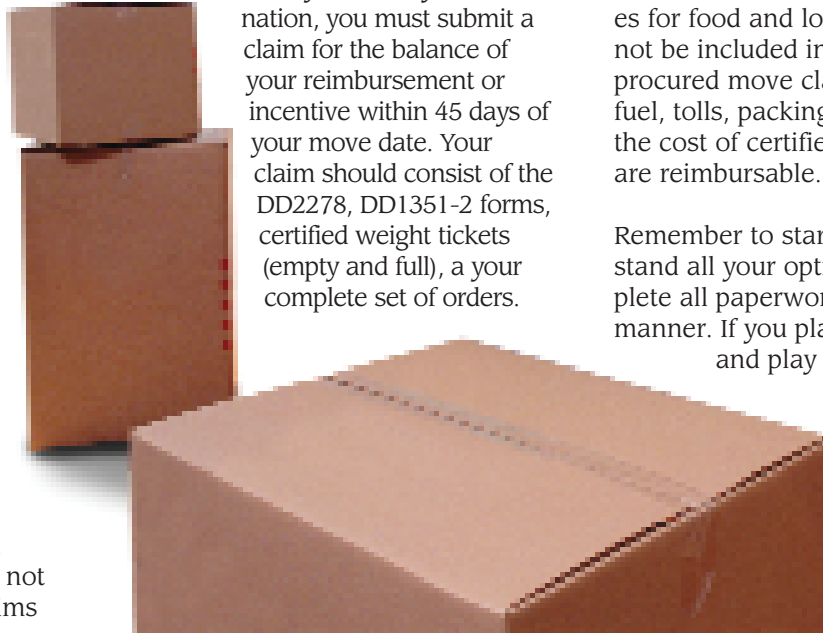 not
ims
nation, you must submit a
claim for the balance of
your reimbursement or
incentive within 45 days of
your move date. Your
claim should consist of the
DD2278, DD1351-2 forms,
certified weight tickets
(empty and full), a your
complete set of orders.
es for food and lo
not be included in
procured move cla
fuel, tolls, packing
the cost of certifie
are reimbursable.
Remember to star
stand all your opt
plete all paperwor
manner. If you pla
and play